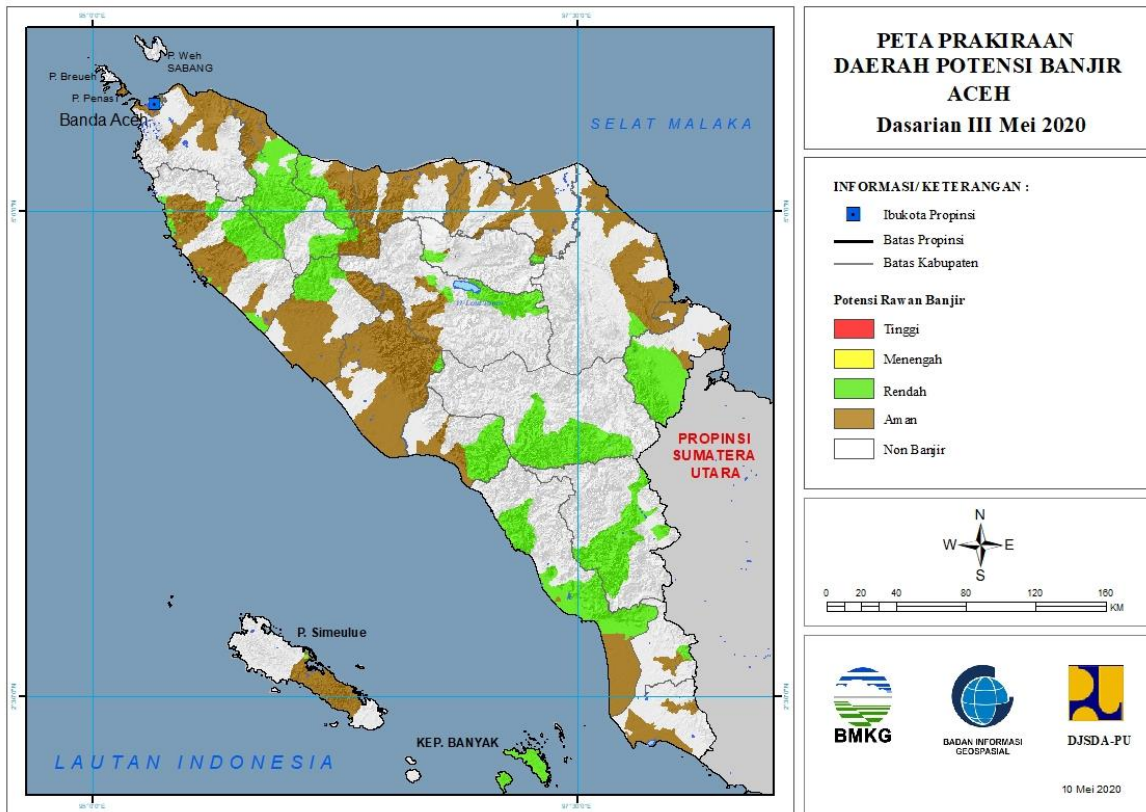 P. Weh
SABANG
P. Breueh
P. Penasi
Banda Aceh
SELAT MALAKA
PROPINSI
SUMATERA
UTARA
P. Simeulue
KEP. BANYAK
LAUTAN INDONESIA
PETA PRAKIRAAN
DAERAH POTENSI BANJIR
ACEH
Dasarian III Mei 2020
INFORMASI/ KETERANGAN :
Ibukota Propinsi
Batas Propinsi
Batas Kabupaten
Potensi Rawan Banjir
Tinggi
Menengah
Rendah
Aman
Non Banjir
N
W E
S
0 20 40 80 120 160
KM
BMKG
BADAN INFORMASI
GEOSPASIAL
DJSDA-PU
10 Mei 2020